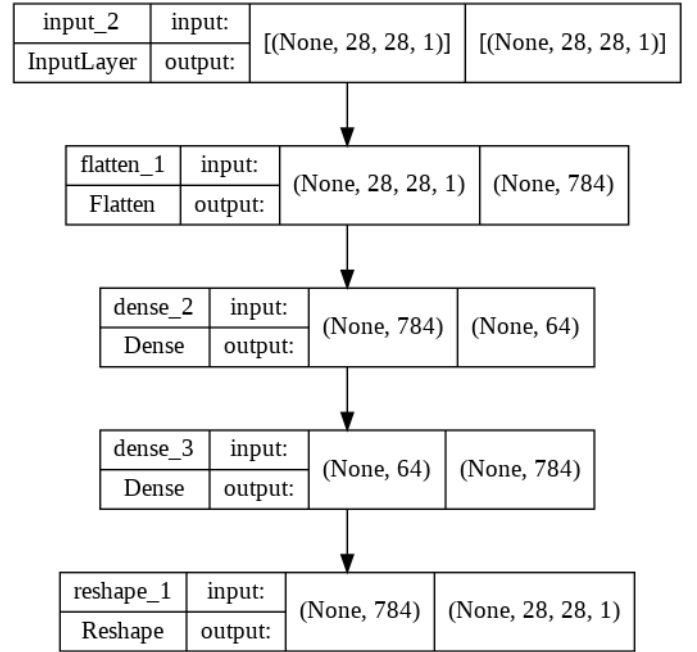 input_2 input: [(None, 28, 28, 1)] [(None, 28, 28, 1)]
InputLayer output:
flatten_1 input: (None, 28, 28, 1) (None, 784)
Flatten output:
dense_2 input: (None, 784) (None, 64)
Dense output:
dense_3 input: (None, 64) (None, 784)
Dense output:
reshape_1 input: (None, 784) (None, 28, 28, 1)
Reshape output: